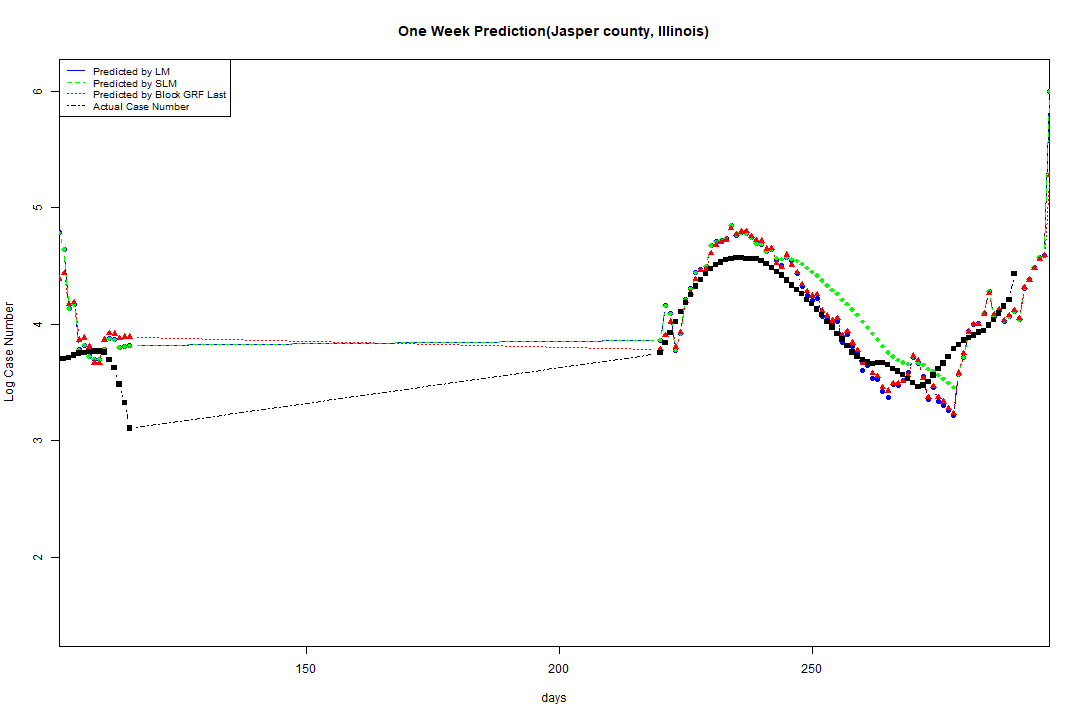 One Week Prediction(Jasper county, Illinois)
Predicted by LM
Predicted by SLM
Predicted by Block GRF Last
Actual Case Number
Log Case Number
6
5
4
3
2
150 200 250
days